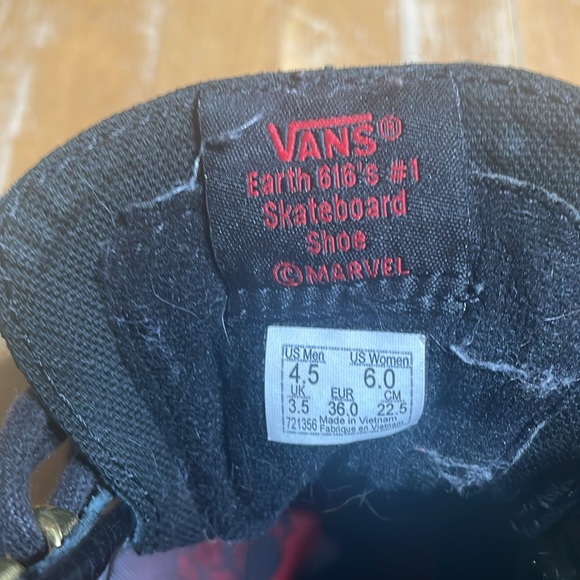 VANS®
Earth 616's #1
Skateboard
Shoe
©MARVEL
US Men US Women
4.5 6.0
UK EUR CM
3.5 36.0 22.5
721356 Made in Vietnam
Fabrique en Vietnam